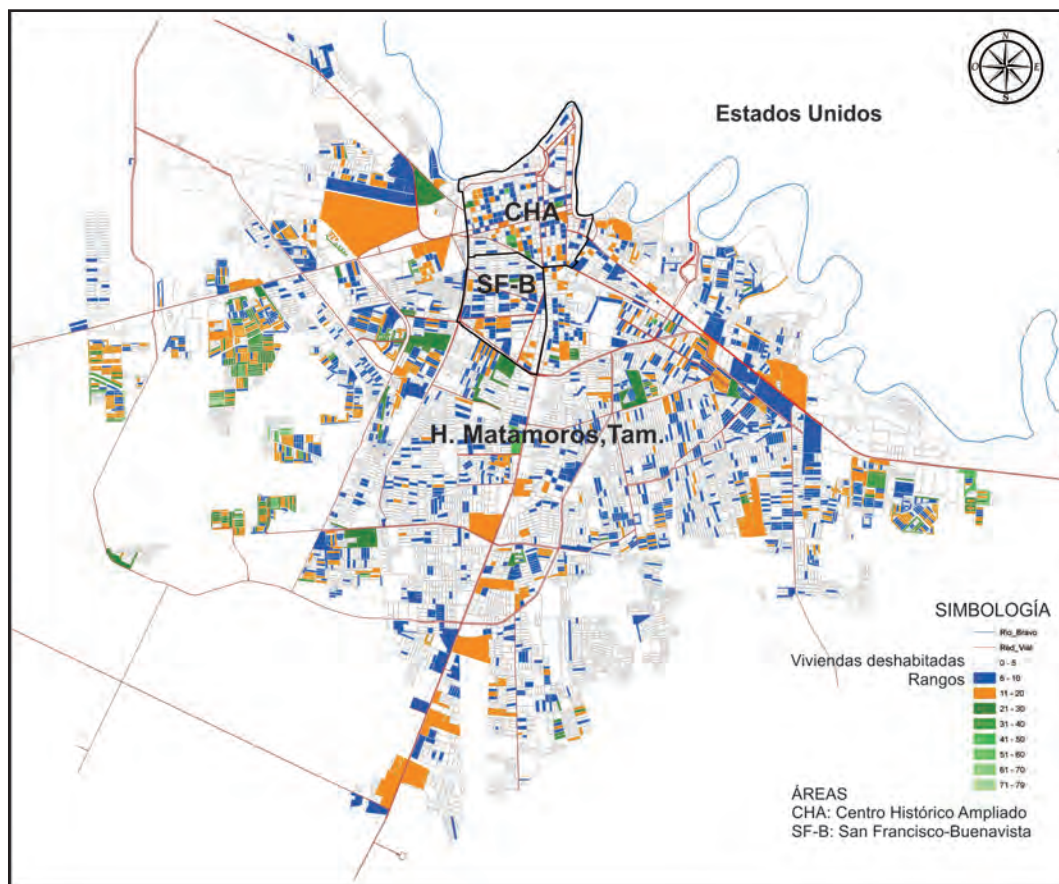 N
O
E
S
Estados Unidos
CHA
SF-B
H. Matamoros,Tam.
SIMBOLOGÍA
Rio_Bravo
Red_Vial
Viviendas deshabitadas
Rangos
0 - 5
6 - 10
11 - 20
21 - 30
31 - 40
41 - 50
51 - 60
61 - 70
71 - 79
ÁREAS
CHA: Centro Histórico Ampliado
SF-B: San Francisco-Buenavista